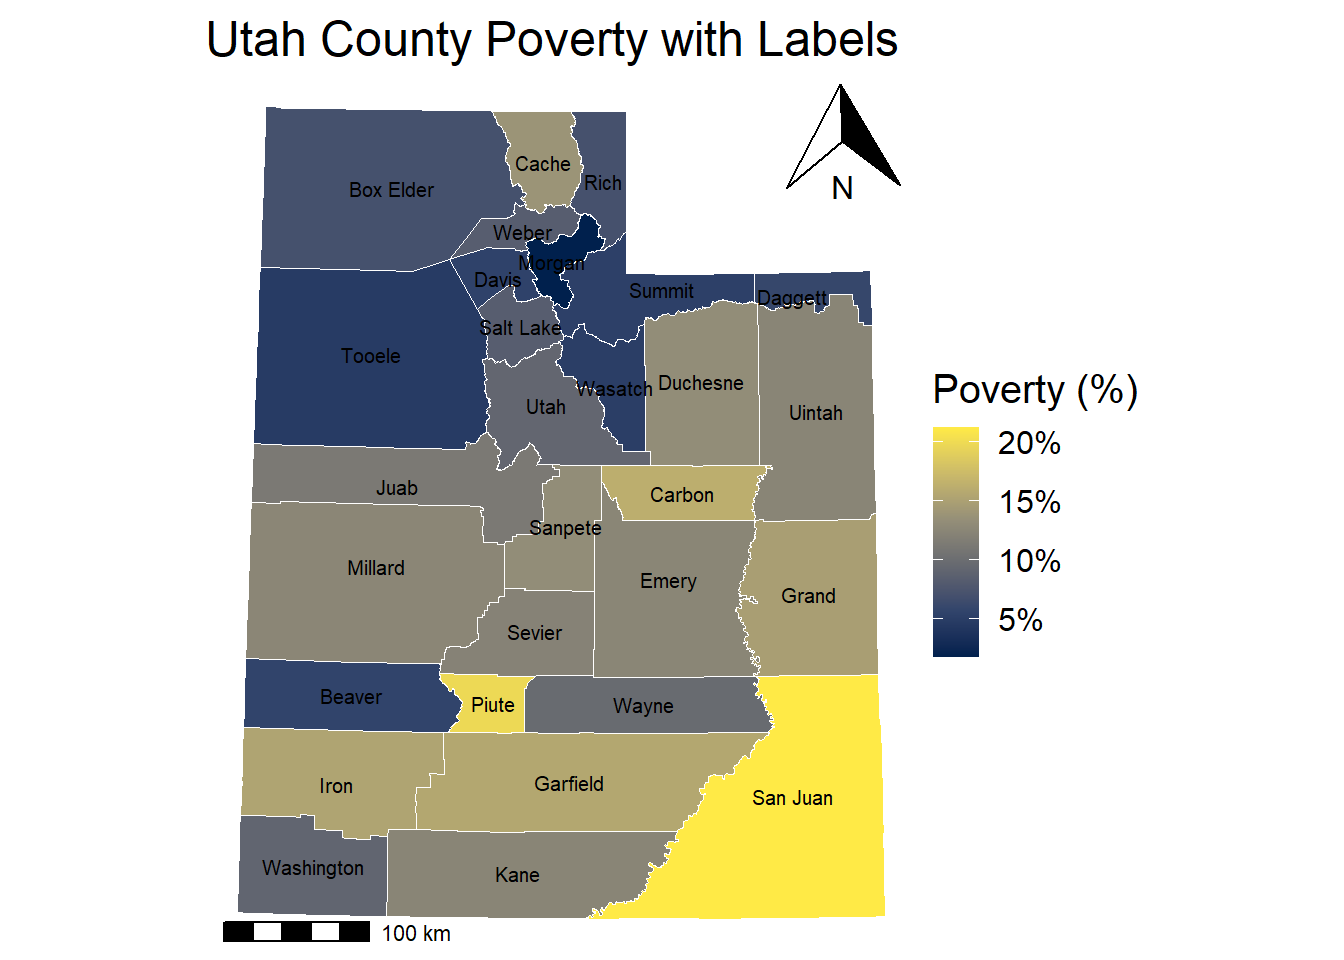 Utah County Poverty with Labels
N
Cache
Rich
Box Elder
Weber
Morgan
Davis
Summit
Daggett
Salt Lake
Tooele
Wasatch
Duchesne
Utah
Uintah
Juab
Carbon
Sanpete
Millard
Emery
Grand
Sevier
Beaver
Piute
Wayne
Iron
Garfield
San Juan
Washington
Kane
100 km
Poverty (%)
20%
15%
10%
5%